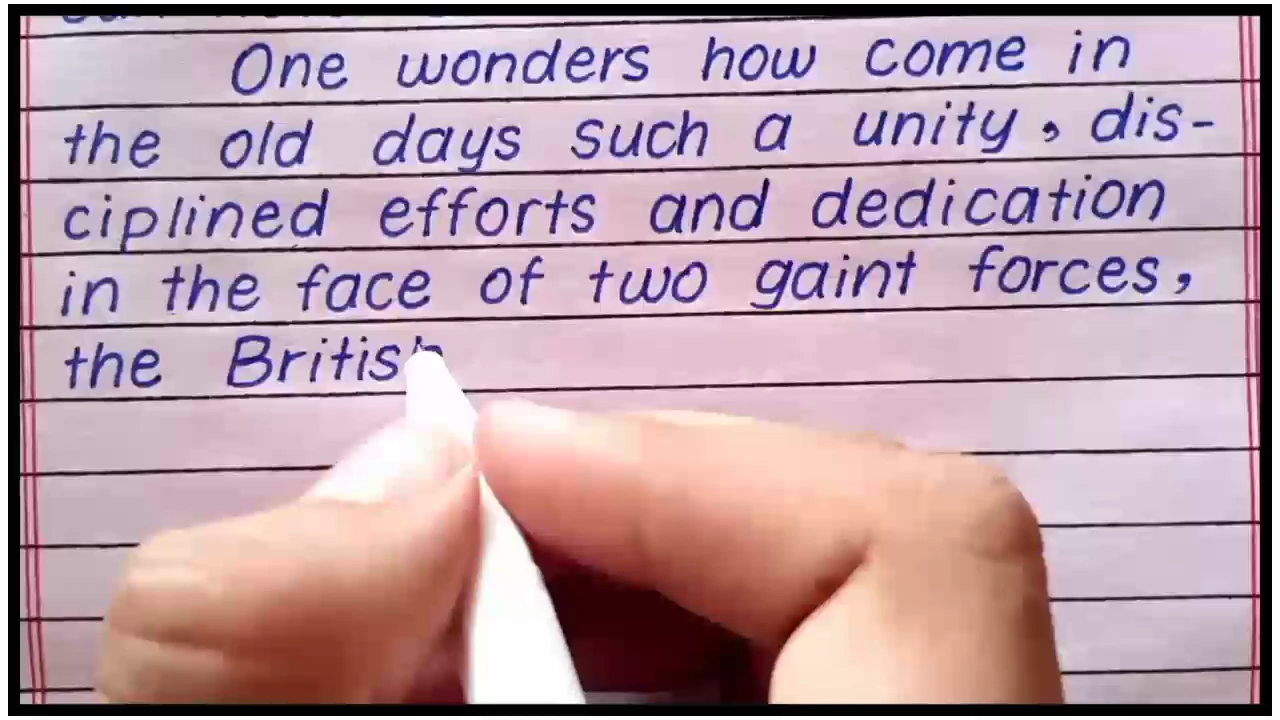 One wonders how come in
the old days such a unity, dis-
ciplined efforts and dedication
in the face of two gaint forces,
the British